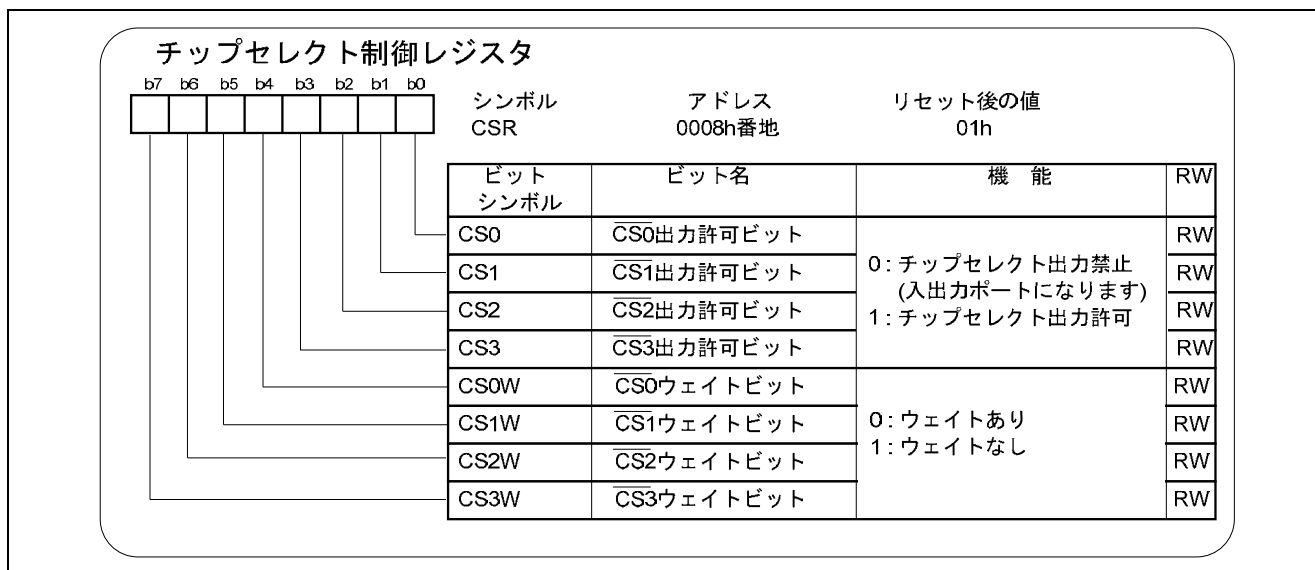 チップセレクト制御レジスタ
b7 b6 b5 b4 b3 b2 b1 b0
シンボル アドレス リセット後の値
CSR 0008h番地 01h
ビットシンボル ビット名 機 能 RW
CS0 CS0出力許可ビット RW
CS1 CS1出力許可ビット RW
CS2 CS2出力許可ビット RW
CS3 CS3出力許可ビット RW
0:チップセレクト出力禁止
(入出力ポートになります)
1:チップセレクト出力許可
CS0W CS0ウェイトビット RW
CS1W CS1ウェイトビット RW
CS2W CS2ウェイトビット RW
CS3W CS3ウェイトビット RW
0:ウェイトあり
1:ウェイトなし